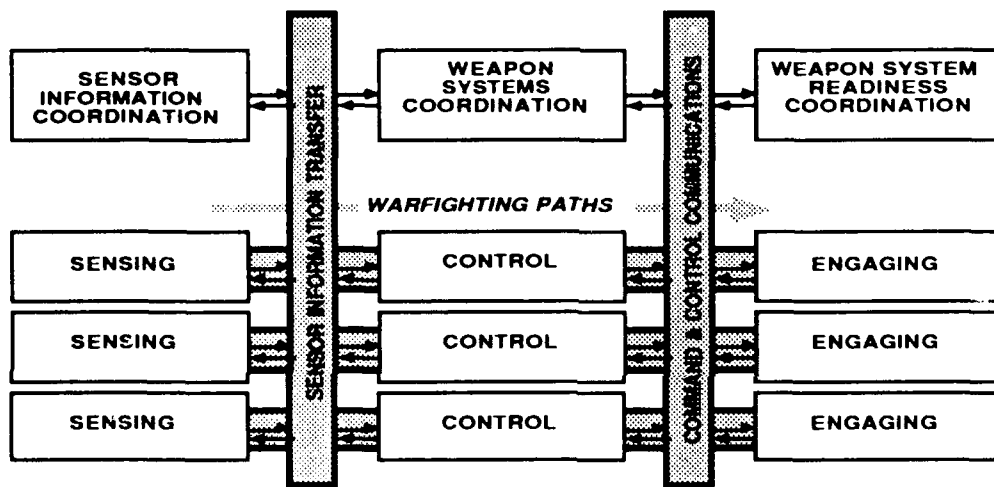 SENSOR
INFORMATION
COORDINATION
SENSOR INFORMATION TRANSFER
WEAPON
SYSTEMS
COORDINATION
COMMAND & CONTROL COMMUNICATIONS
WEAPON SYSTEM
READINESS
COORDINATION
WARFIGHTING PATHS
SENSING
CONTROL
ENGAGING
SENSING
CONTROL
ENGAGING
SENSING
CONTROL
ENGAGING